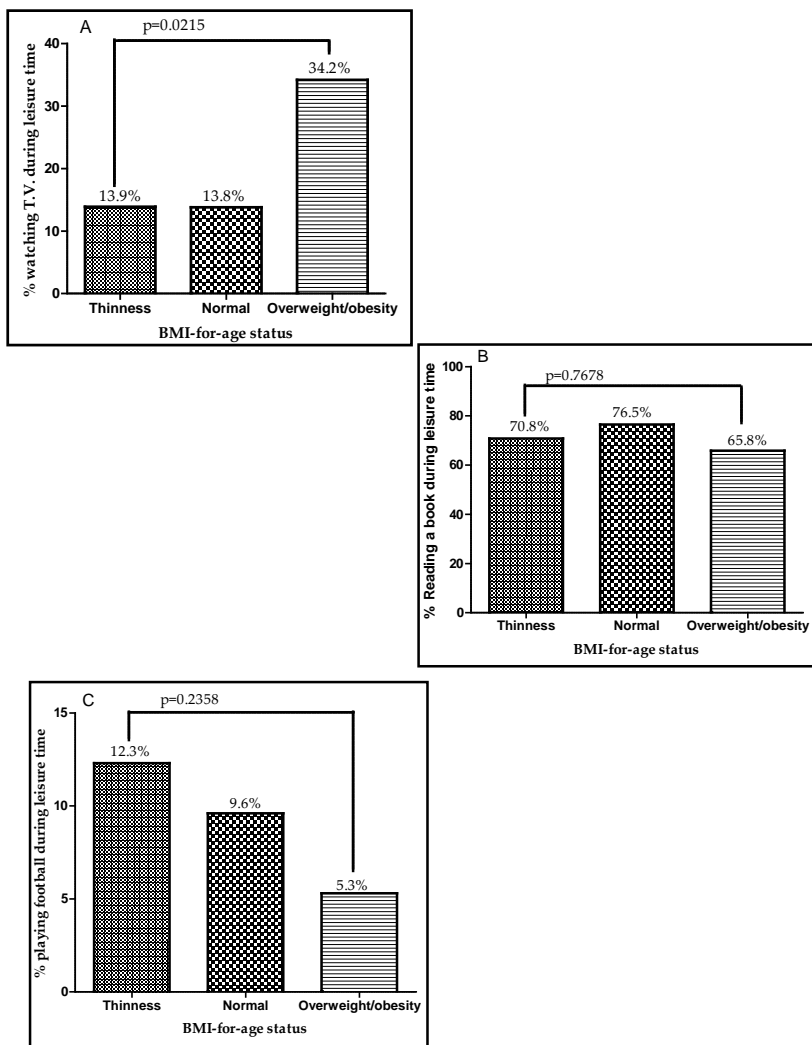 A
p=0.0215
% watching T.V. during leisure time
40
30
20
10
0
13.9%
13.8%
34.2%
Thinness Normal Overweight/obesity
BMI-for-age status
B
p=0.7678
% Reading a book during leisure time
100
80
60
40
20
0
70.8%
76.5%
65.8%
Thinness Normal Overweight/obesity
BMI-for-age status
C
p=0.2358
% playing football during leisure time
15
10
5
0
12.3%
9.6%
5.3%
Thinness Normal Overweight/obesity
BMI-for-age status